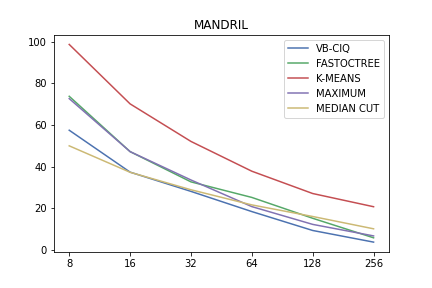 MANDRIL
100
80
60
40
20
0
8 16 32 64 128 256
VB-CIQ
FASTOCTREE
K-MEANS
MAXIMUM
MEDIAN CUT